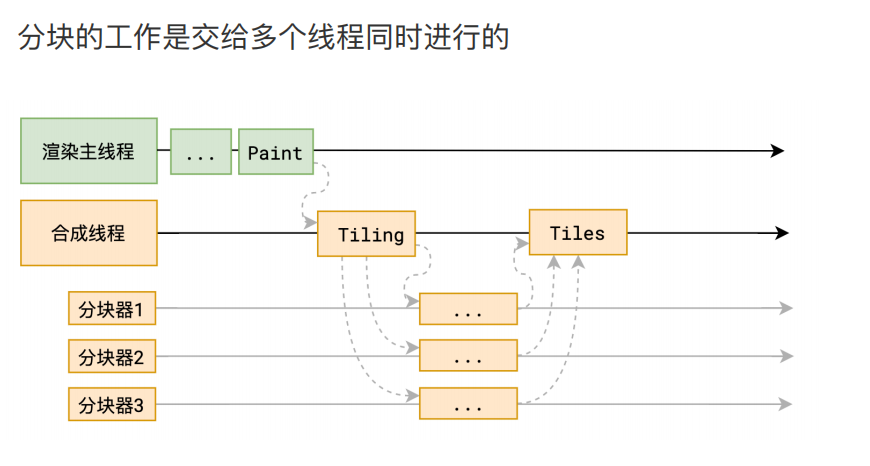 分块的工作是交给多个线程同时进行的
渲染主线程
...
Paint
合成线程
Tiling
Tiles
分块器1
...
分块器2
...
分块器3
...